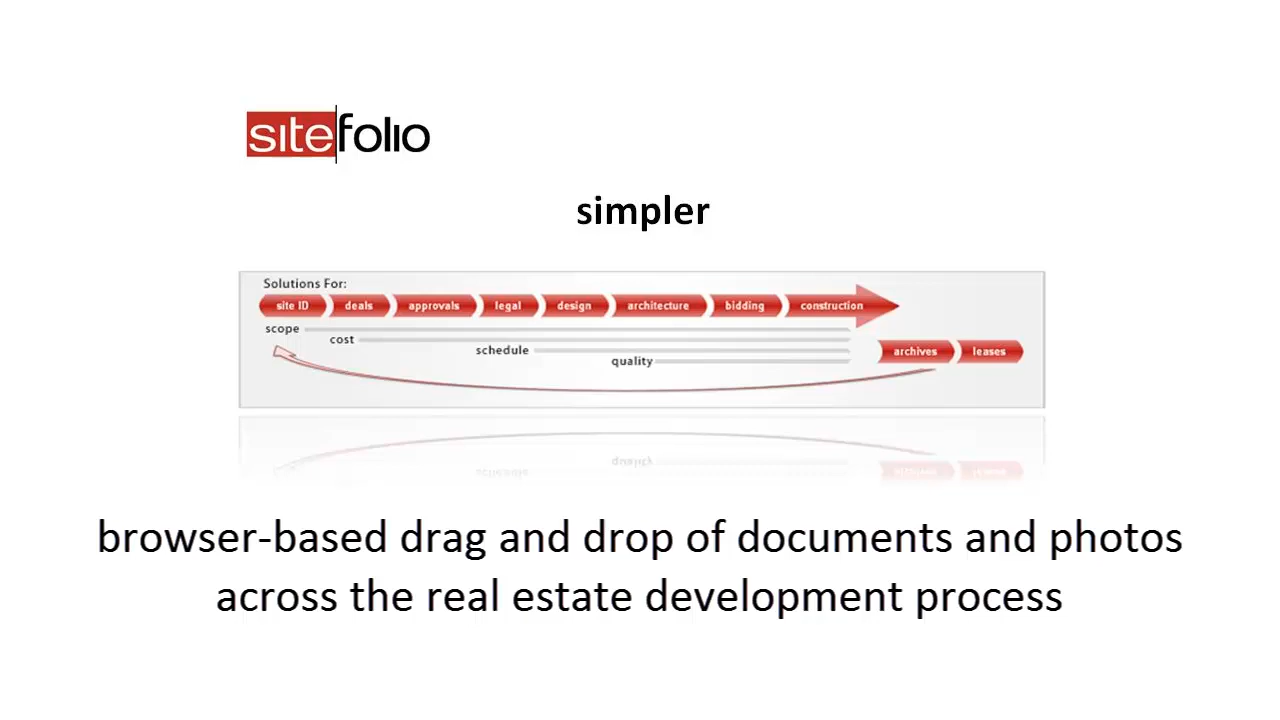 sitefolio
simpler
Solutions For:
site ID deals approvals legal design architecture bidding construction
scope
cost
schedule
quality
archives leases
browser-based drag and drop of documents and photos
across the real estate development process